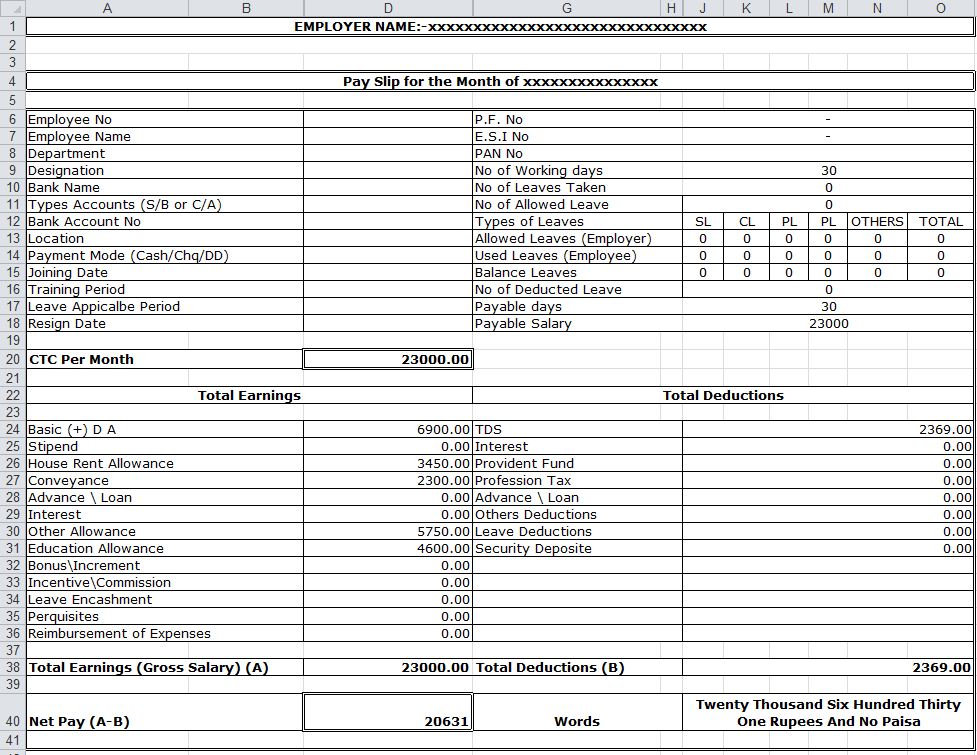 A B D G H J K L M N O
1 EMPLOYER NAME:-xxxxxxxxxxxxxxxxxxxxxxxxxxxxxxx
2
3
4 Pay Slip for the Month of xxxxxxxxxxxxxxx
5
6 Employee No P.F. No -
7 Employee Name E.S.I No -
8 Department PAN No
9 Designation No of Working days 30
10 Bank Name No of Leaves Taken 0
11 Types Accounts (S/B or C/A) No of Allowed Leave 0
12 Bank Account No Types of Leaves SL CL PL PL OTHERS TOTAL
13 Location Allowed Leaves (Employer) 0 0 0 0 0 0
14 Payment Mode (Cash/Chq/DD) Used Leaves (Employee) 0 0 0 0 0 0
15 Joining Date Balance Leaves 0 0 0 0 0 0
16 Training Period No of Deducted Leave 0
17 Leave Appicalbe Period Payable days 30
18 Resign Date Payable Salary 23000
19
20 CTC Per Month 23000.00
21
22 Total Earnings Total Deductions
23
24 Basic (+) D A 6900.00 TDS 2369.00
25 Stipend 0.00 Interest 0.00
26 House Rent Allowance 3450.00 Provident Fund 0.00
27 Conveyance 2300.00 Profession Tax 0.00
28 Advance \ Loan 0.00 Advance \ Loan 0.00
29 Interest 0.00 Others Deductions 0.00
30 Other Allowance 5750.00 Leave Deductions 0.00
31 Education Allowance 4600.00 Security Deposite 0.00
32 Bonus\Increment 0.00
33 Incentive\Commission 0.00
34 Leave Encashment 0.00
35 Perquisites 0.00
36 Reimbursement of Expenses 0.00
37
38 Total Earnings (Gross Salary) (A) 23000.00 Total Deductions (B) 2369.00
39
40 Net Pay (A-B) 20631 Words Twenty Thousand Six Hundred Thirty
One Rupees And No Paisa
41